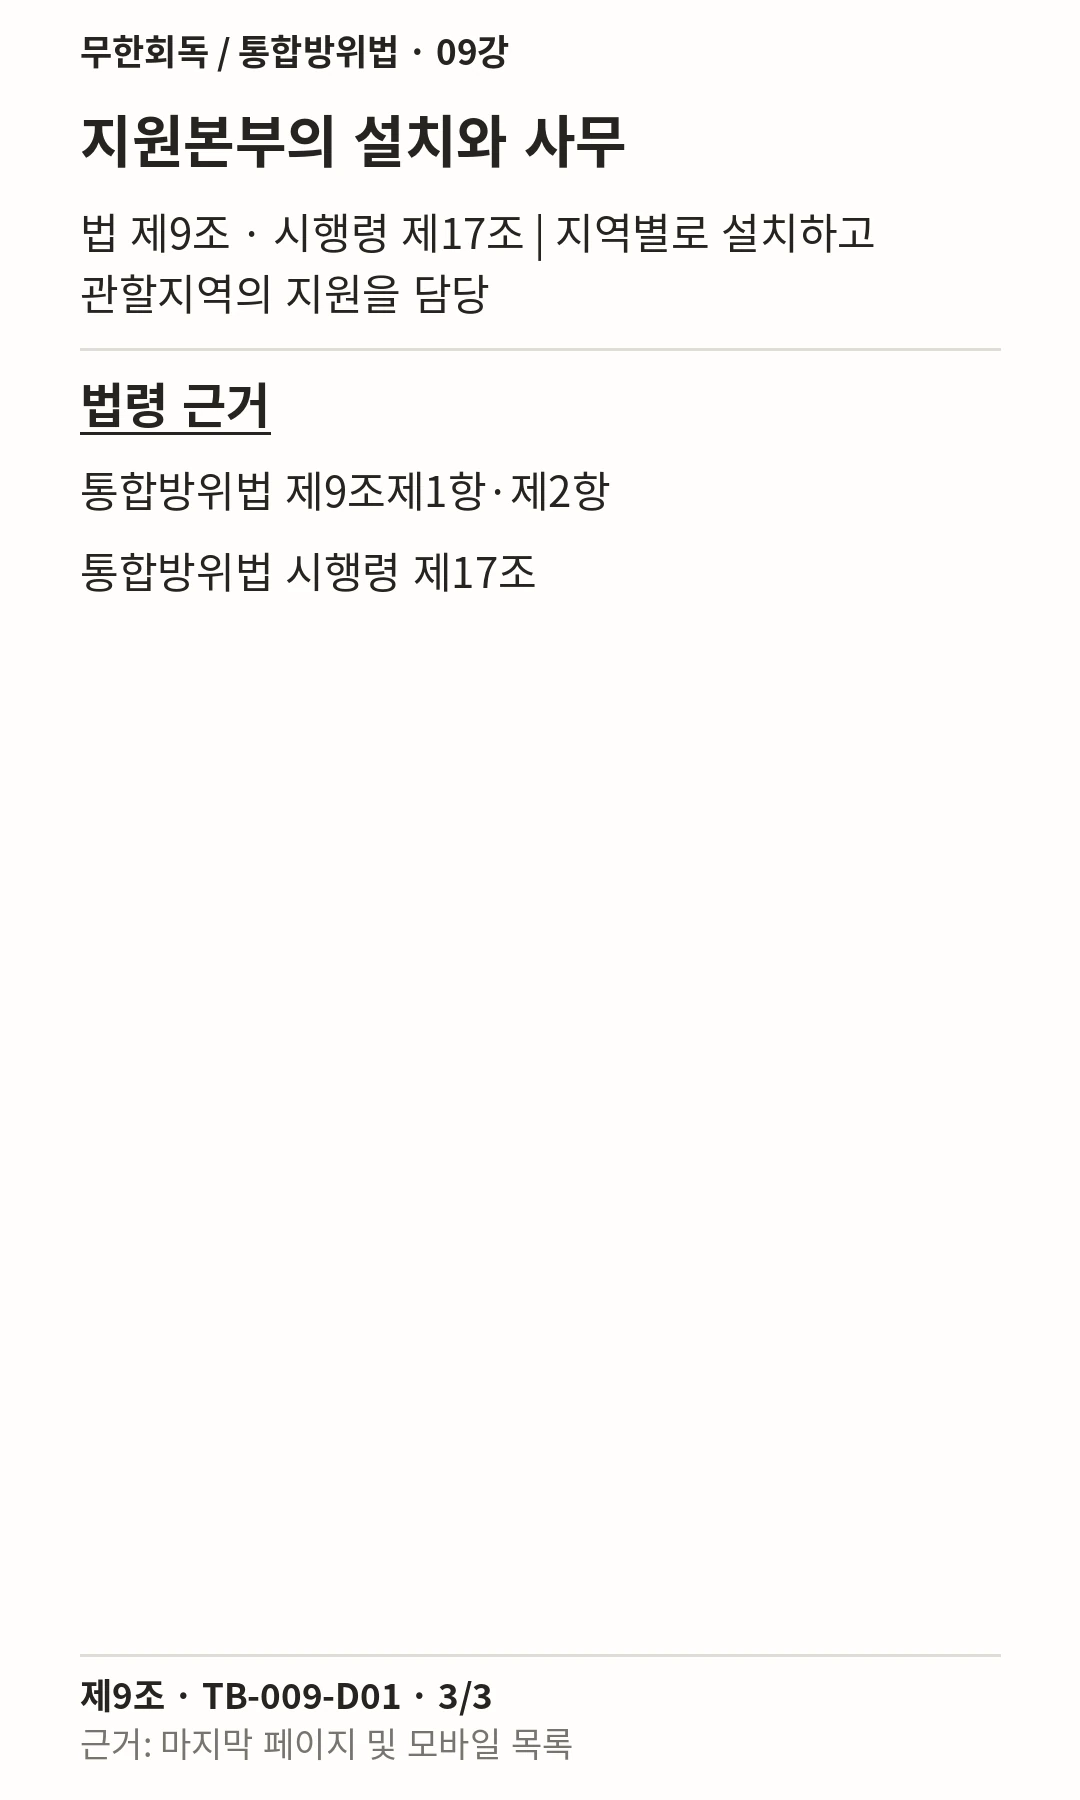 무한회독 / 통합방위법 · 09강
지원본부의 설치와 사무
법 제9조 · 시행령 제17조 | 지역별로 설치하고
관할지역의 지원을 담당
법령 근거
통합방위법 제9조제1항·제2항
통합방위법 시행령 제17조
제9조 · TB-009-D01 · 3/3
근거: 마지막 페이지 및 모바일 목록